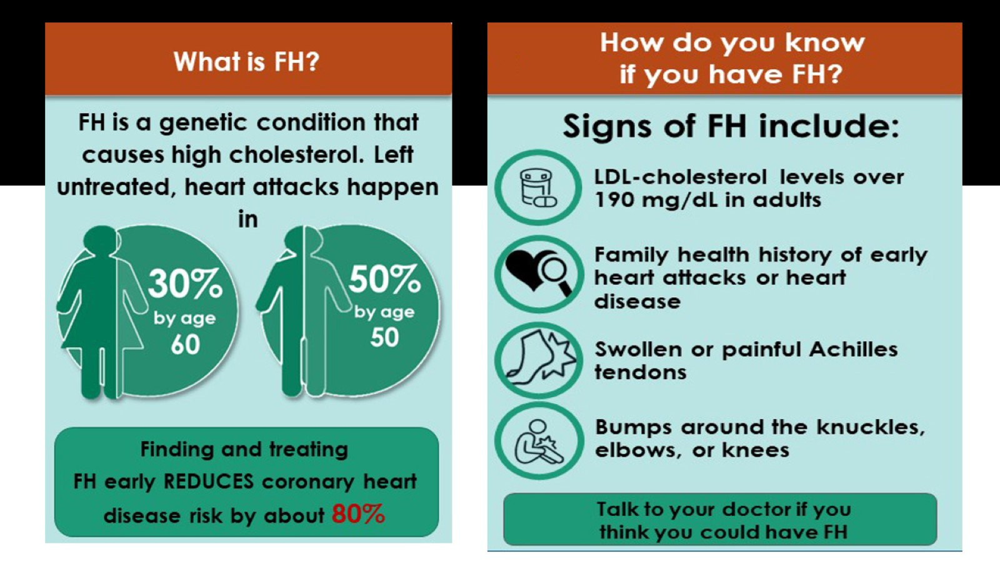 What is FH?
FH is a genetic condition that
causes high cholesterol. Left
untreated, heart attacks happen
in
30%
by age
60
50%
by age
50
Finding and treating
FH early REDUCES coronary heart
disease risk by about 80%
How do you know
if you have FH?
Signs of FH include:
LDL-cholesterol levels over
190 mg/dL in adults
Family health history of early
heart attacks or heart
disease
Swollen or painful Achilles
tendons
Bumps around the knuckles,
elbows, or knees
Talk to your doctor if you
think you could have FH